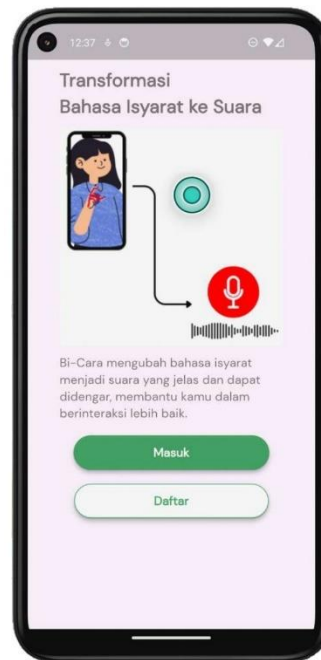 12:37
Transformasi
Bahasa Isyarat ke Suara
Bi-Cara mengubah bahasa isyarat
menjadi suara yang jelas dan dapat
didengar, membantu kamu dalam
berinteraksi lebih baik.
Masuk
Daftar